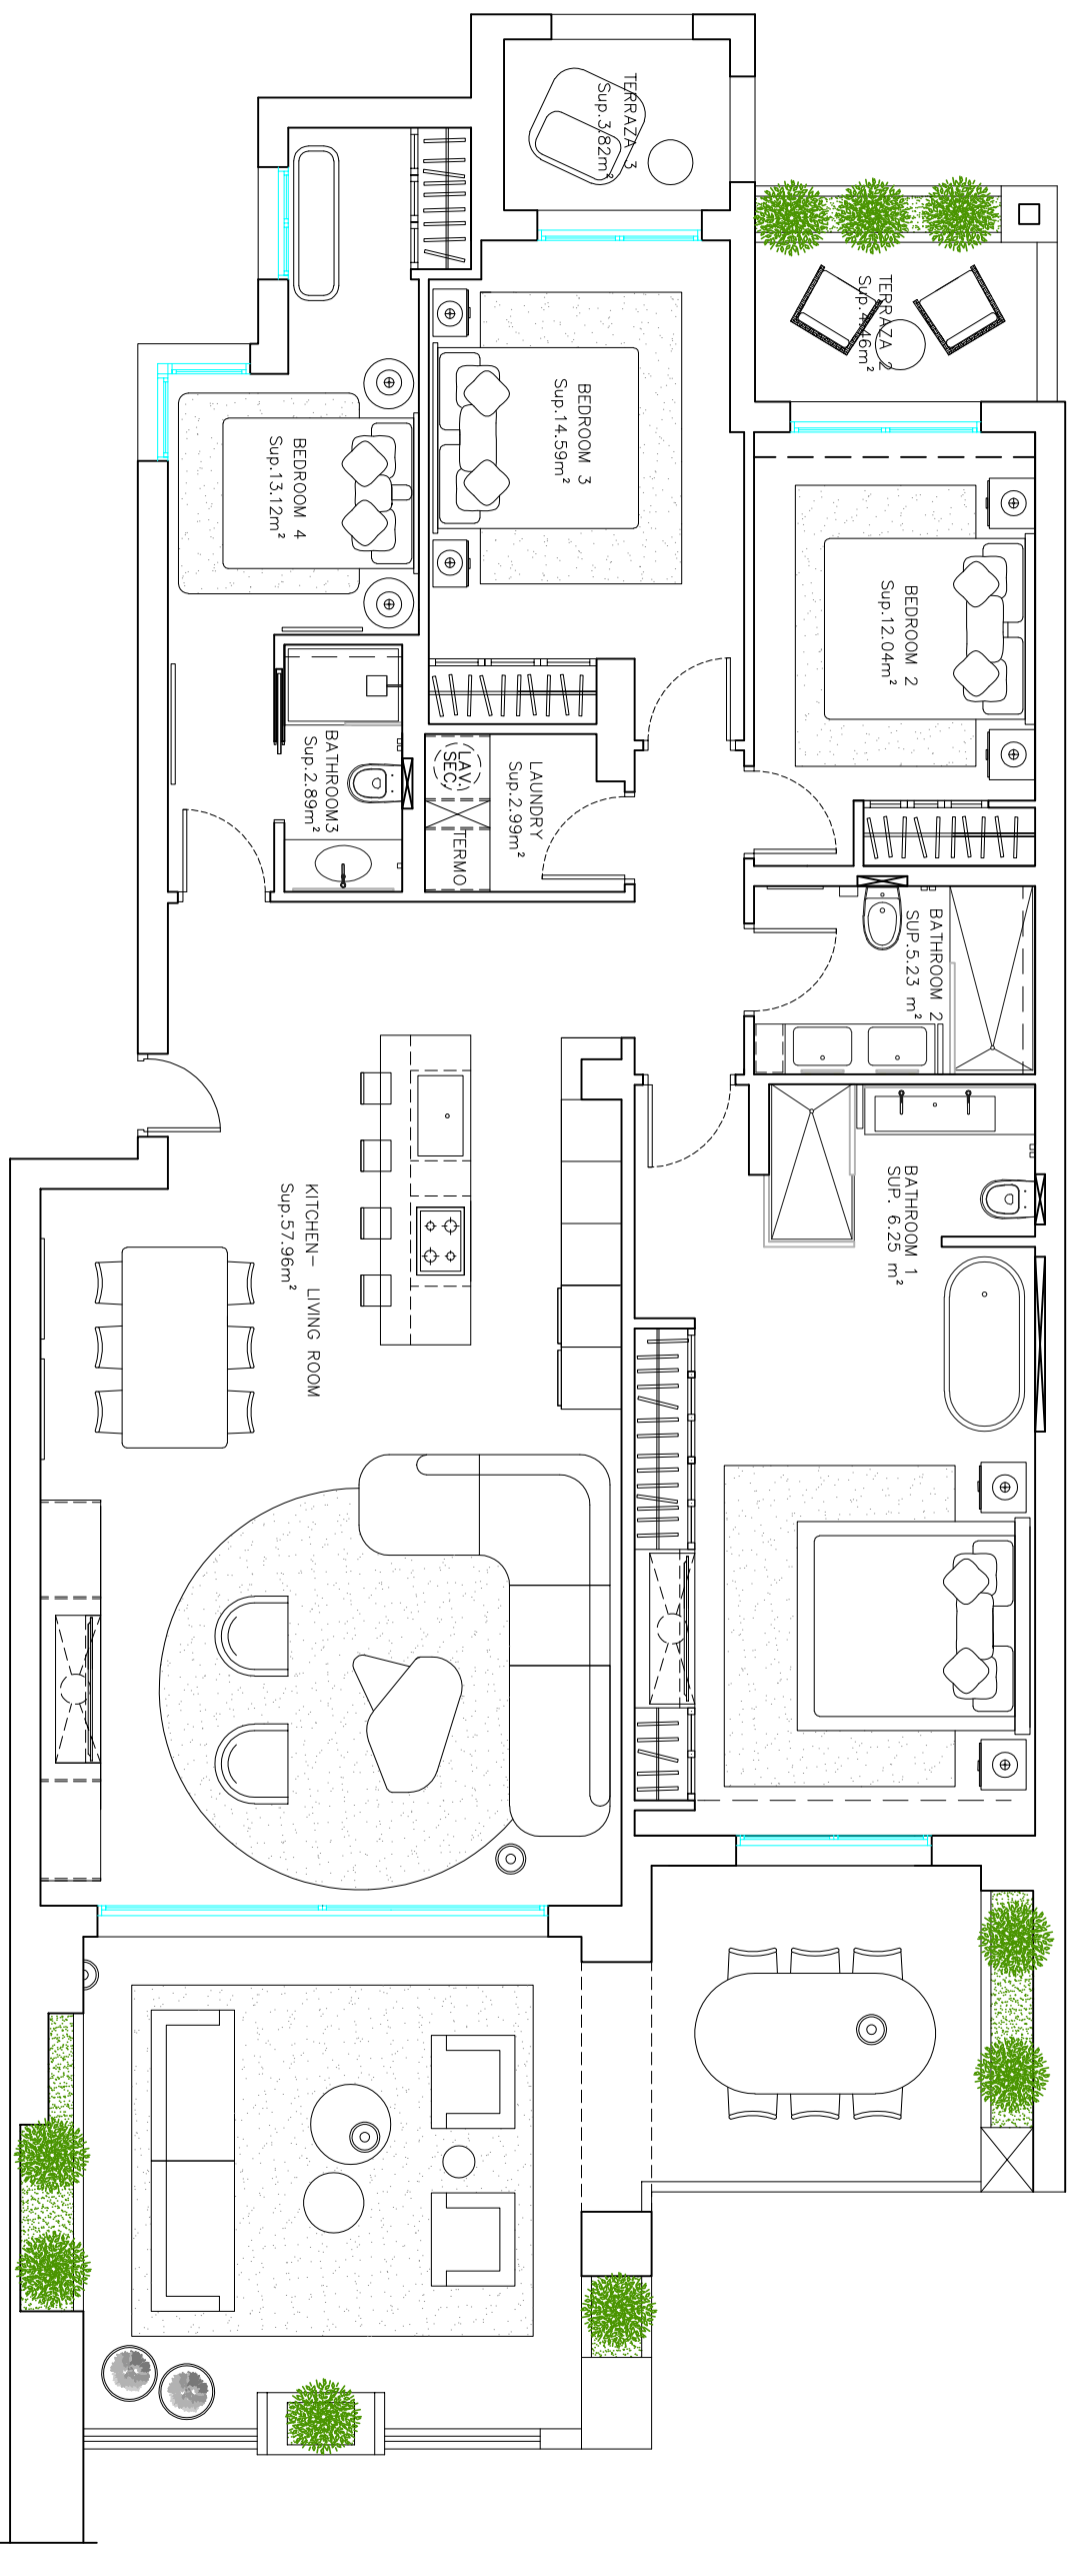 TERRAZA 3
Sup.3.82m²
TERRAZA 2
Sup.4.46m²
BEDROOM 3
Sup.14.59m²
BEDROOM 4
Sup.13.12m²
BEDROOM 2
Sup.12.04m²
BATHROOM3
Sup.2.89m²
LAUNDRY
Sup.2.99m²
LAV.
SEC.
TERMO
BATHROOM 2
SUP.5.23 m²
BATHROOM 1
SUP. 6.25 m²
KITCHEN- LIVING ROOM
Sup.57.96m²